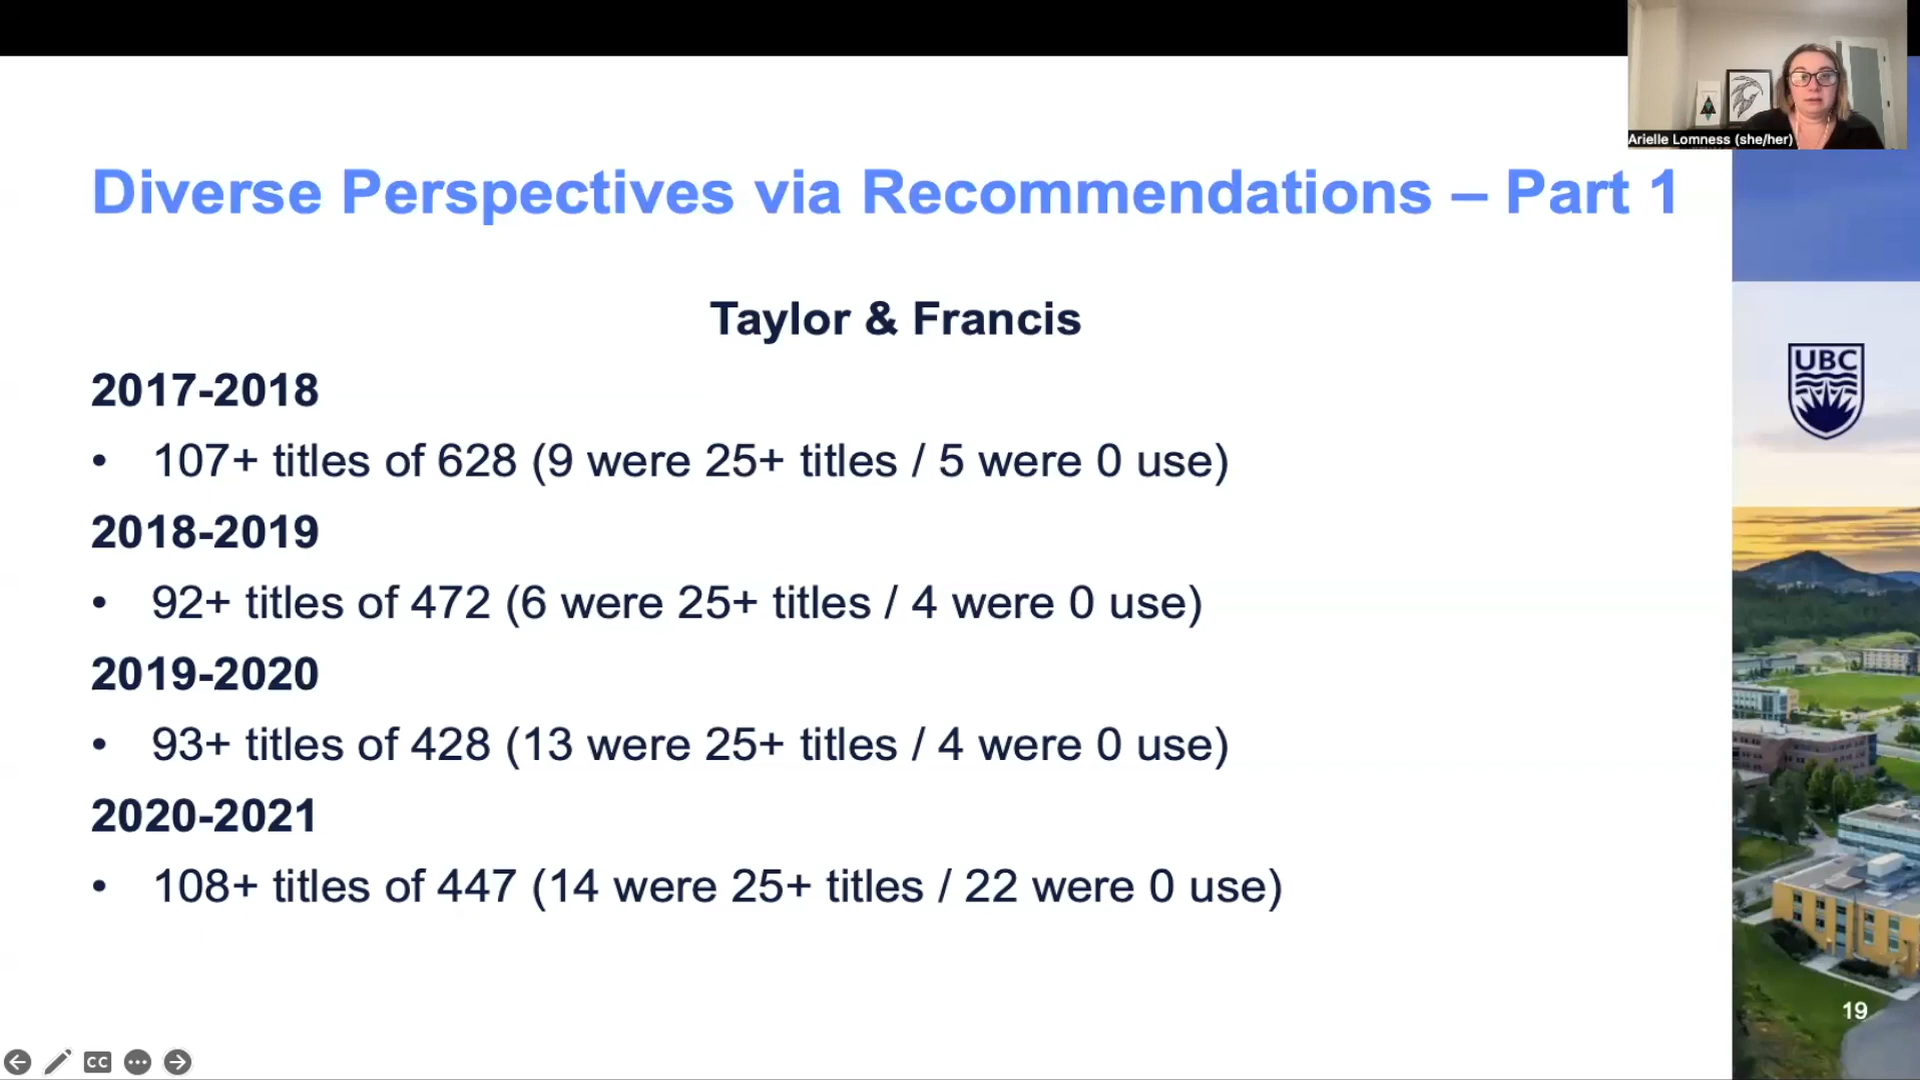 Arielle Lomness (she/her)
Diverse Perspectives via Recommendations – Part 1
Taylor & Francis
2017-2018
• 107+ titles of 628 (9 were 25+ titles / 5 were 0 use)
2018-2019
• 92+ titles of 472 (6 were 25+ titles / 4 were 0 use)
2019-2020
• 93+ titles of 428 (13 were 25+ titles / 4 were 0 use)
2020-2021
• 108+ titles of 447 (14 were 25+ titles / 22 were 0 use)
UBC
19
CC